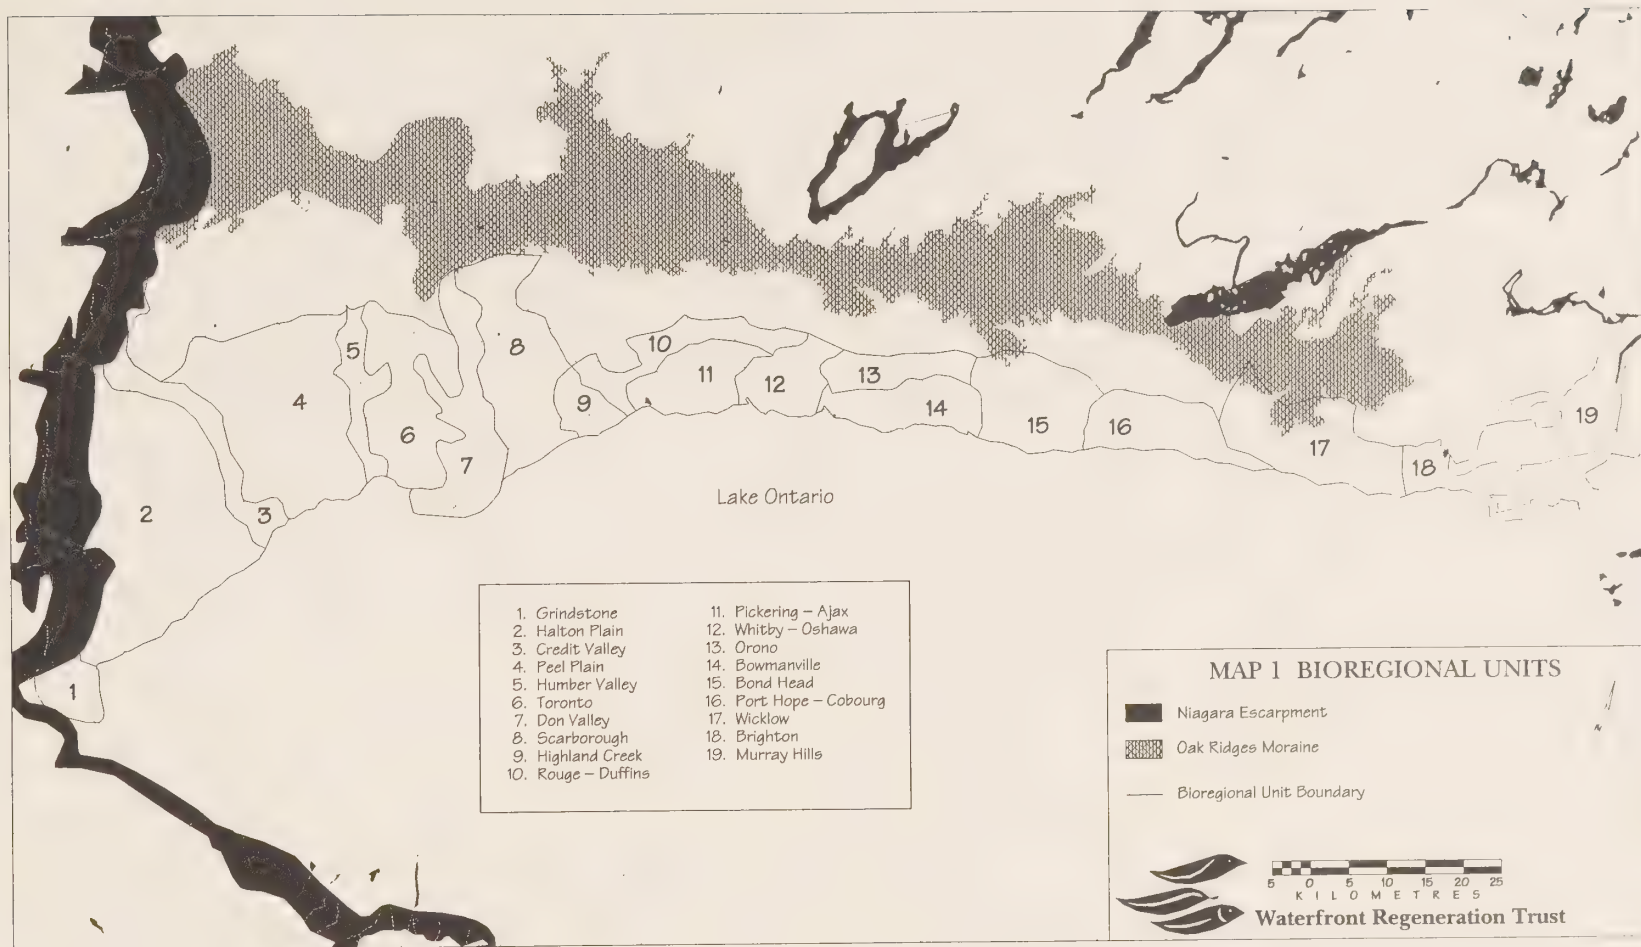 5
8
10
11
12
13
4
9
14
6
15
16
19
7
17
18
2
3
Lake Ontario
1
1. Grindstone
2. Halton Plain
3. Credit Valley
4. Peel Plain
5. Humber Valley
6. Toronto
7. Don Valley
8. Scarborough
9. Highland Creek
10. Rouge – Duffins
11. Pickering – Ajax
12. Whitby – Oshawa
13. Orono
14. Bowmanville
15. Bond Head
16. Port Hope – Cobourg
17. Wicklow
18. Brighton
19. Murray Hills
MAP 1 BIOREGIONAL UNITS
Niagara Escarpment
Oak Ridges Moraine
Bioregional Unit Boundary
N
5 0 5 10 15 20 25
KILOMETRES
Waterfront Regeneration Trust